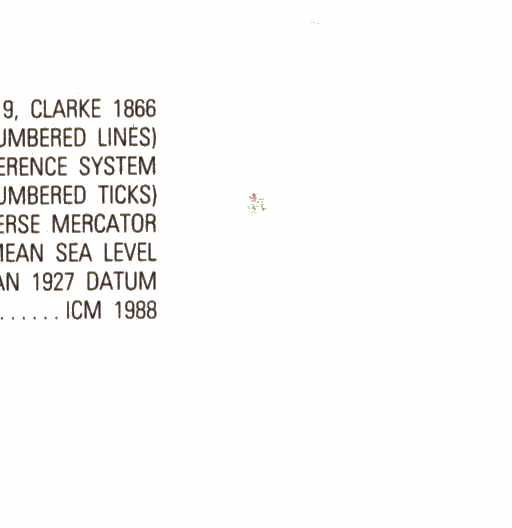 9, CLARKE 1866
UMBERED LINES)
ERENCE SYSTEM
UMBERED TICKS)
ERSE MERCATOR
MEAN SEA LEVEL
AN 1927 DATUM
...... ICM 1988